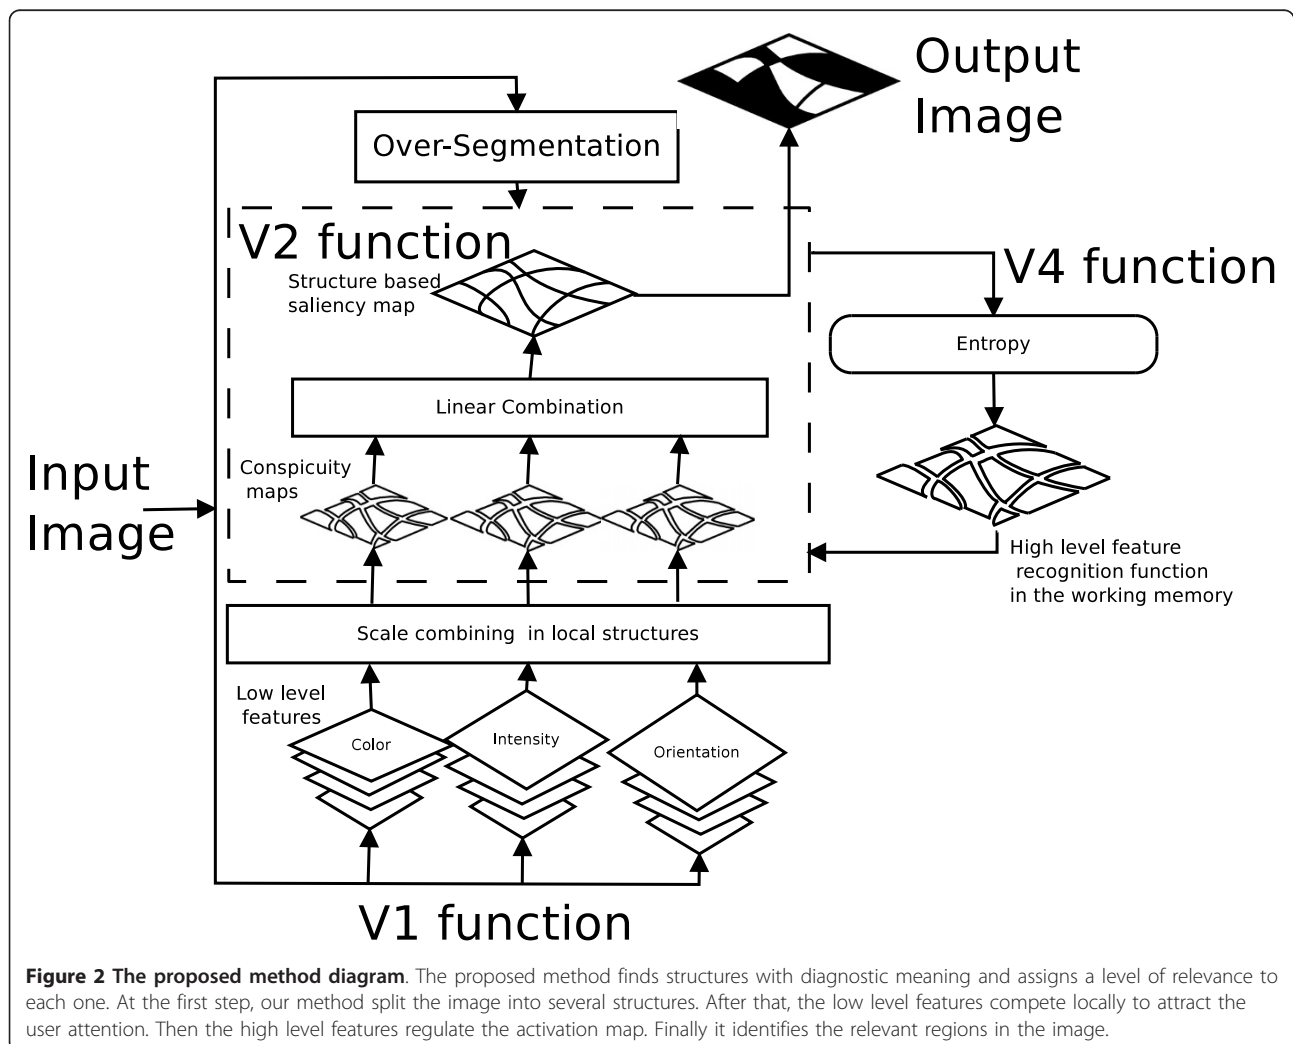 Output
Image
Over-Segmentation
V2 function
Structure based
saliency map
V4 function
Entropy
Linear Combination
Conspicuity
maps
Input
Image
High level feature
recognition function
in the working memory
Scale combining in local structures
Low level
features
Color
Intensity
Orientation
V1 function
Figure 2 The proposed method diagram. The proposed method finds structures with diagnostic meaning and assigns a level of relevance to
each one. At the first step, our method split the image into several structures. After that, the low level features compete locally to attract the
user attention. Then the high level features regulate the activation map. Finally it identifies the relevant regions in the image.